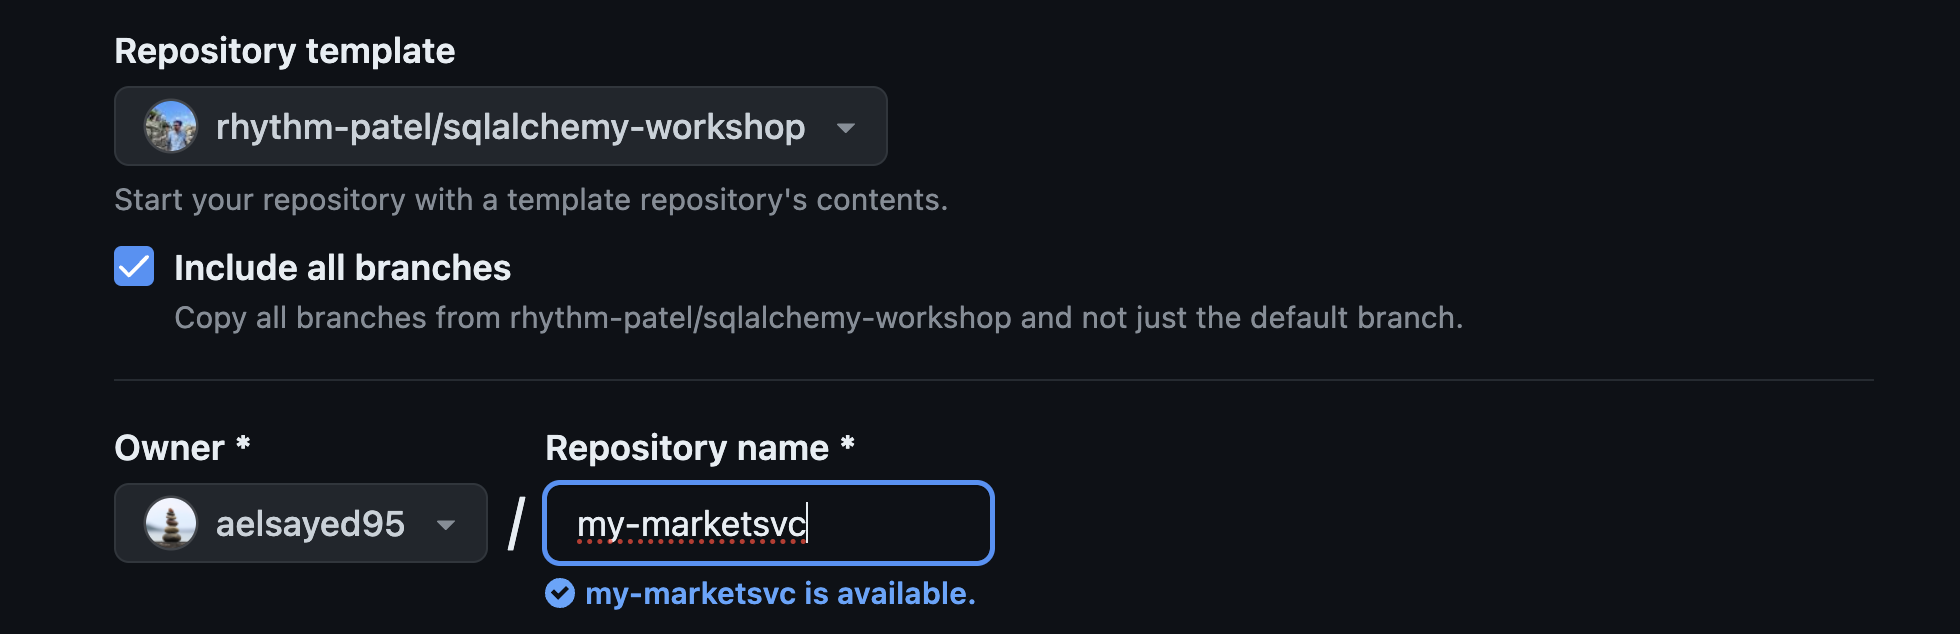 Repository template
rhythm-patel/sqlalchemy-workshop
Start your repository with a template repository's contents.
Include all branches
Copy all branches from rhythm-patel/sqlalchemy-workshop and not just the default branch.
Owner *
Repository name *
aelsayed95
/
my-marketsvc
my-marketsvc is available.